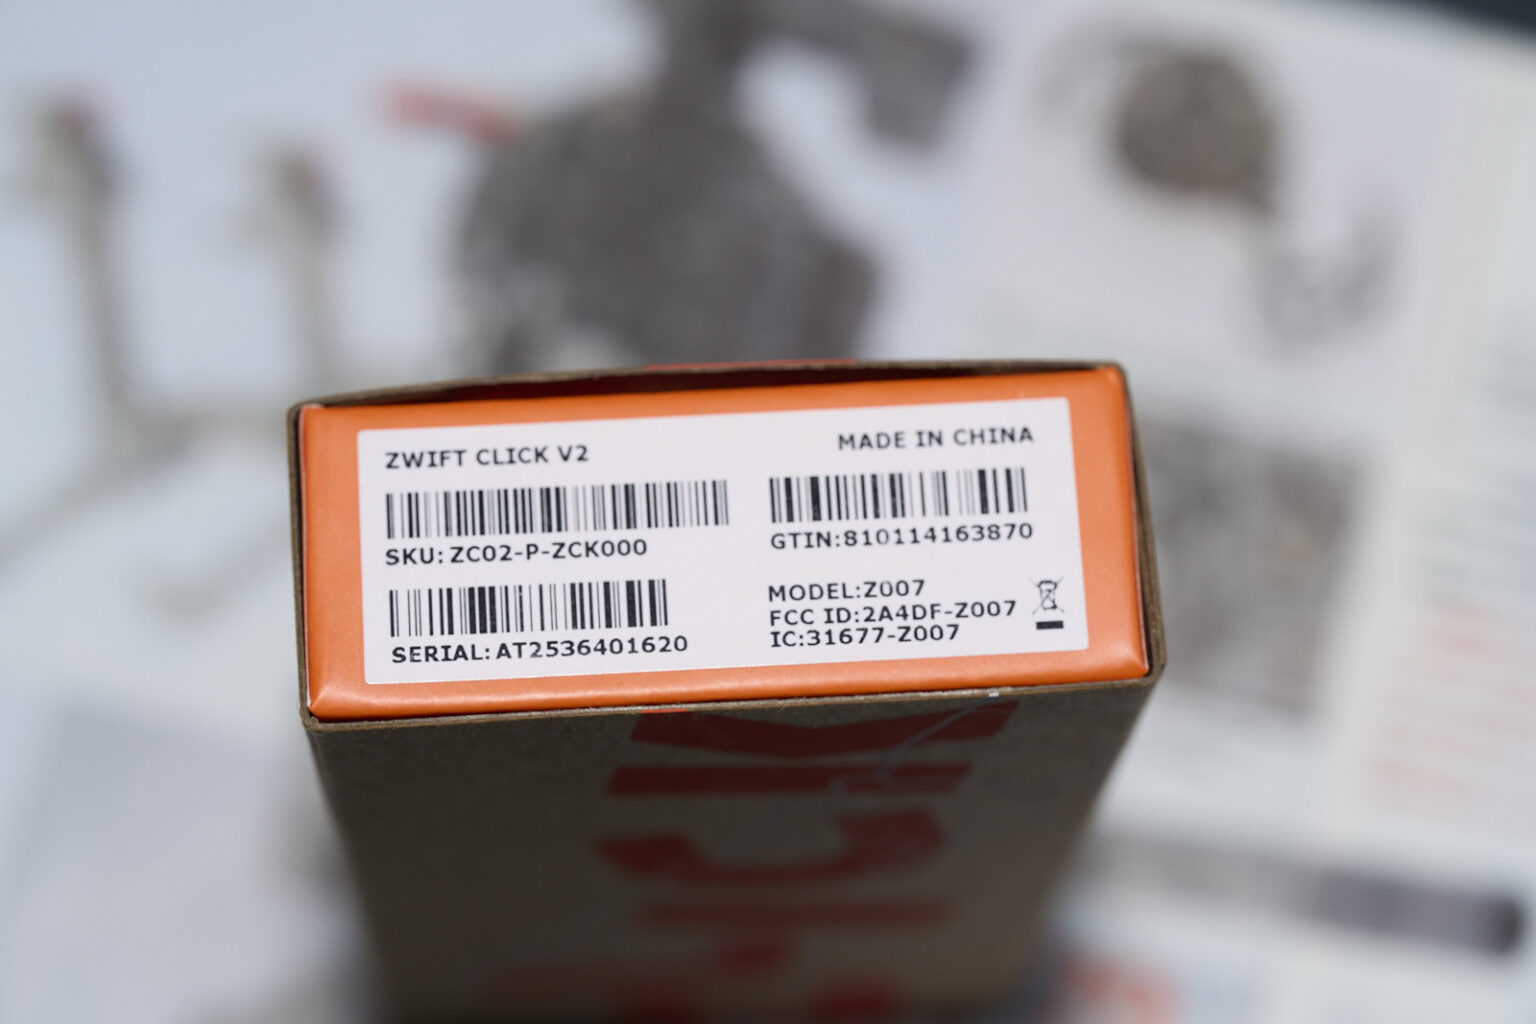 ZWIFT CLICK V2
MADE IN CHINA
SKU: ZC02-P-ZCK000
GTIN:810114163870
SERIAL: AT2536401620
MODEL:Z007
FCC ID:2A4DF-Z007
IC:31677-Z007